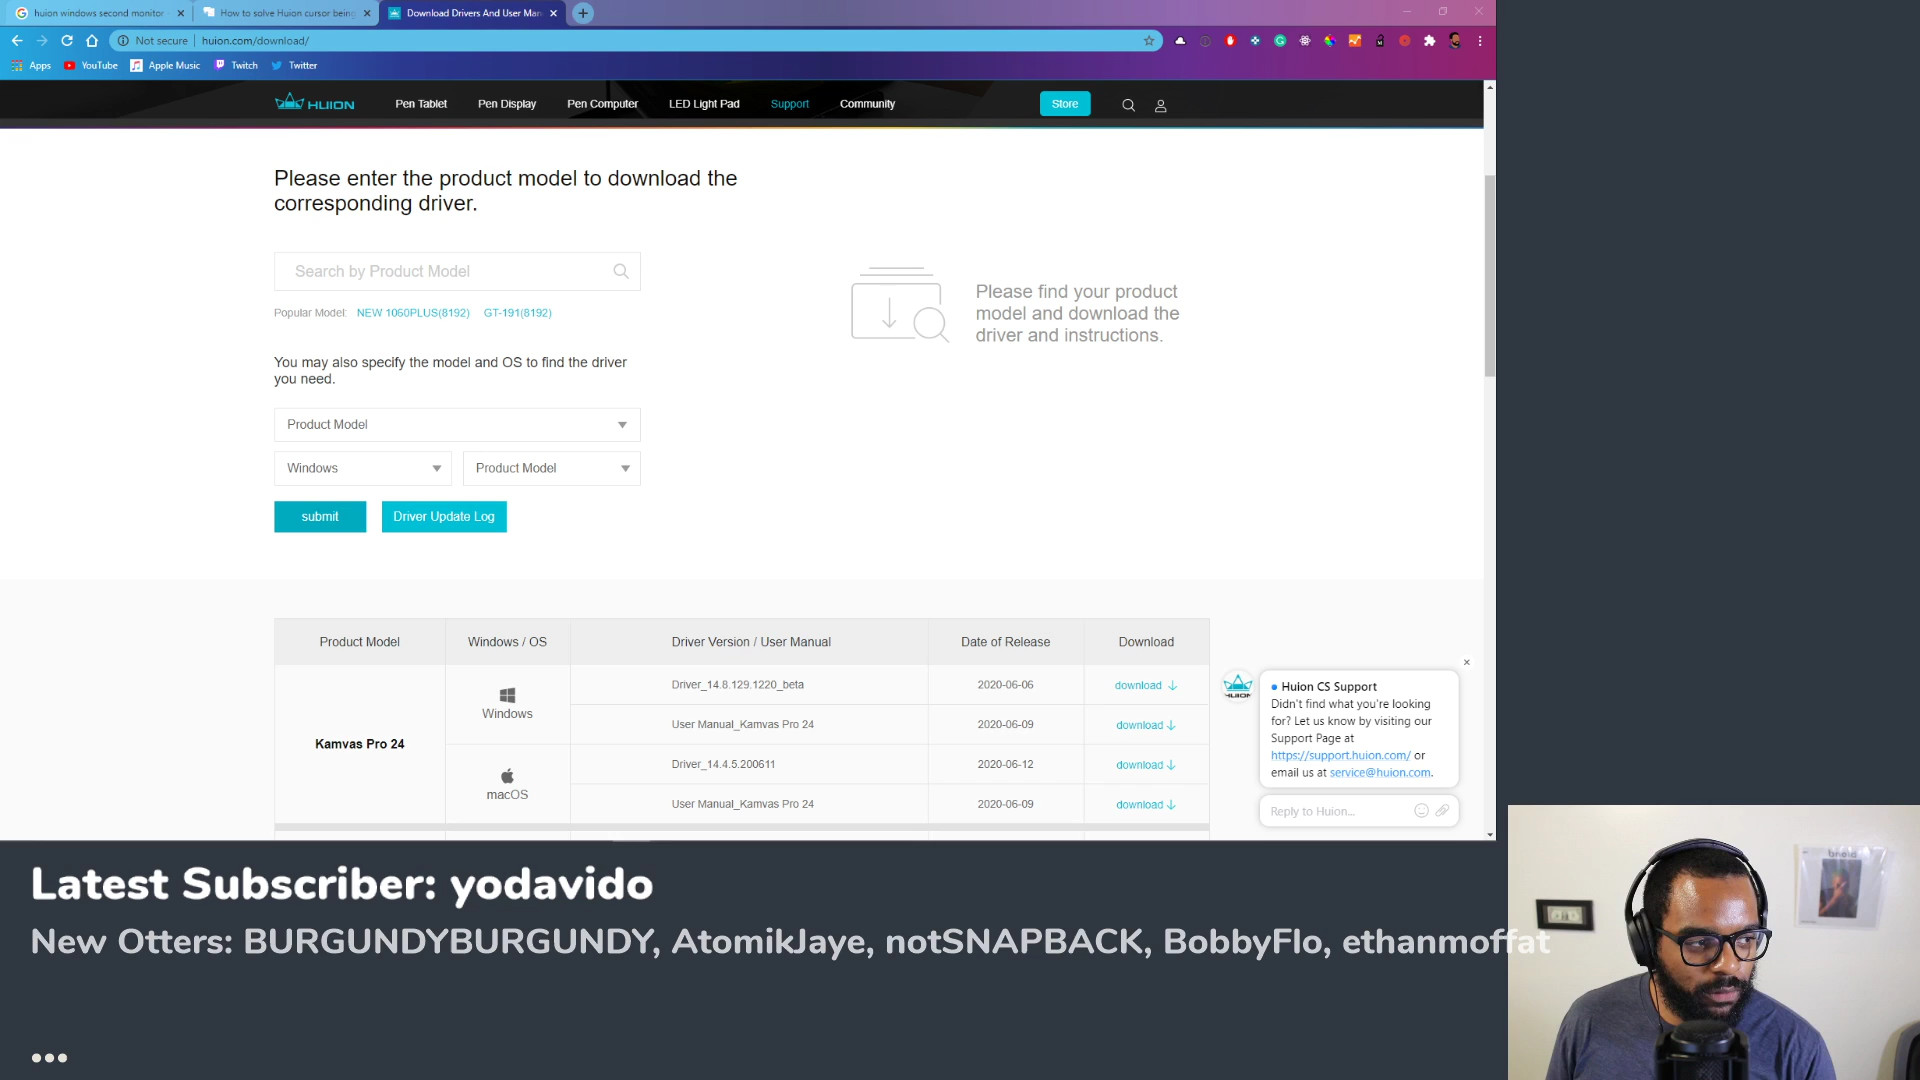 huion windows second monitor
How to solve Huion cursor being
Download Drivers And User Man
Not secure
huion.com/download/
Apps
YouTube
Apple Music
Twitch
Twitter
HUION
Pen Tablet
Pen Display
Pen Computer
LED Light Pad
Support
Community
Store
Please enter the product model to download the
corresponding driver.
Search by Product Model
Popular Model: NEW 1060PLUS(8192) GT-191(8192)
Please find your product
model and download the
driver and instructions.
You may also specify the model and OS to find the driver
you need.
Product Model
Windows
Product Model
submit
Driver Update Log
Product Model
Windows / OS
Driver Version / User Manual
Date of Release
Download
Kamvas Pro 24
Windows
Driver_14.8.129.1220_beta
2020-06-06
download
User Manual_Kamvas Pro 24
2020-06-09
download
macOS
Driver_14.4.5.200611
2020-06-12
download
User Manual_Kamvas Pro 24
2020-06-09
download
HUION
Huion CS Support
Didn't find what you're looking
for? Let us know by visiting our
Support Page at
https://support.huion.com/ or
email us at service@huion.com.
Reply to Huion...
Latest Subscriber: yodavido
New Otters: BURGUNDYBURGUNDY, AtomikJaye, notSNAPBACK, BobbyFlo, ethanmoffat